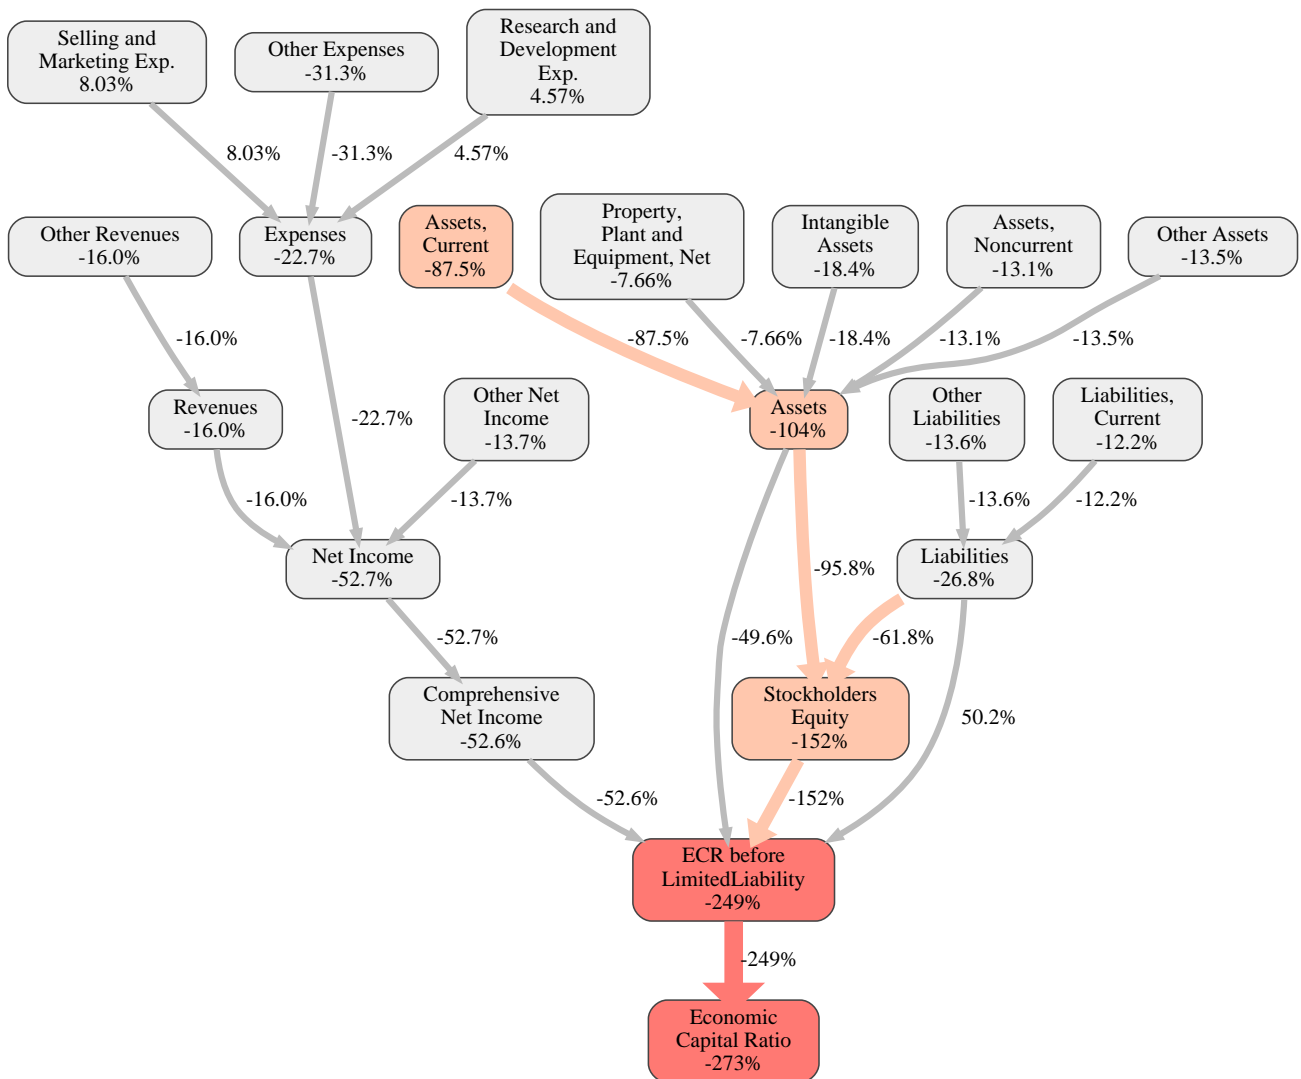 Selling and
Marketing Exp.
8.03%
Other Expenses
-31.3%
Research and
Development
Exp.
4.57%
8.03%
-31.3%
4.57%
Other Revenues
-16.0%
Expenses
-22.7%
Assets,
Current
-87.5%
Property,
Plant and
Equipment, Net
-7.66%
Intangible
Assets
-18.4%
Assets,
Noncurrent
-13.1%
Other Assets
-13.5%
-16.0%
-87.5%
-7.66%
-18.4%
-13.1%
-13.5%
Revenues
-16.0%
-22.7%
Other Net
Income
-13.7%
Assets
-104%
Other
Liabilities
-13.6%
Liabilities,
Current
-12.2%
-16.0%
-13.7%
-13.6%
-12.2%
Net Income
-52.7%
-95.8%
Liabilities
-26.8%
-52.7%
-49.6%
-61.8%
Comprehensive
Net Income
-52.6%
Stockholders
Equity
-152%
50.2%
-52.6%
-152%
ECR before
LimitedLiability
-249%
-249%
Economic
Capital Ratio
-273%